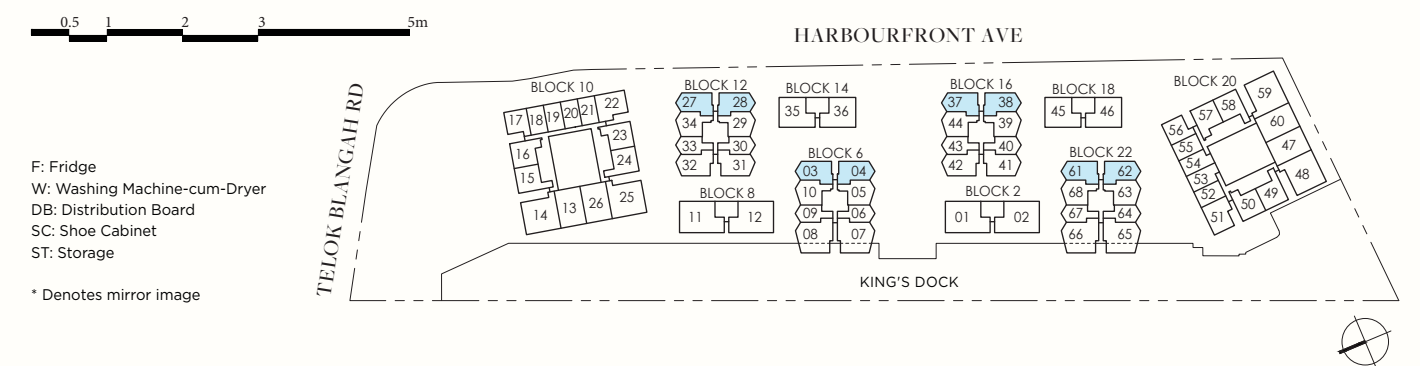 0.5 1 2 3 5m
HARBOURFRONT AVE
TELOK BLANGAH RD
F: Fridge
W: Washing Machine-cum-Dryer
DB: Distribution Board
SC: Shoe Cabinet
ST: Storage
* Denotes mirror image
BLOCK 10
17 18 19 20 21 22
16 23
15 24
14 13 26 25
BLOCK 12
27 28
34 29
33 30
32 31
BLOCK 14
35 36
BLOCK 8
11 12
BLOCK 6
03 04
10 05
09 06
08 07
BLOCK 16
37 38
44 39
43 40
42 41
BLOCK 18
45 46
BLOCK 2
01 02
BLOCK 22
61 62
68 63
67 64
66 65
BLOCK 20
56 57 58 59
55 60
54 47
53 48
52 49
51 50
KING'S DOCK